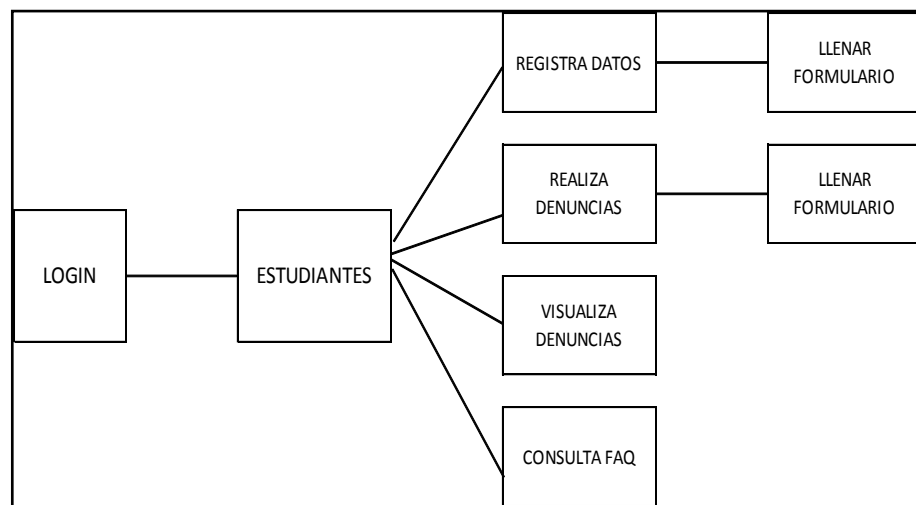 REGISTRA DATOS
LLENAR
FORMULARIO
REALIZA
DENUNCIAS
LLENAR
FORMULARIO
LOGIN
ESTUDIANTES
VISUALIZA
DENUNCIAS
CONSULTA FAQ